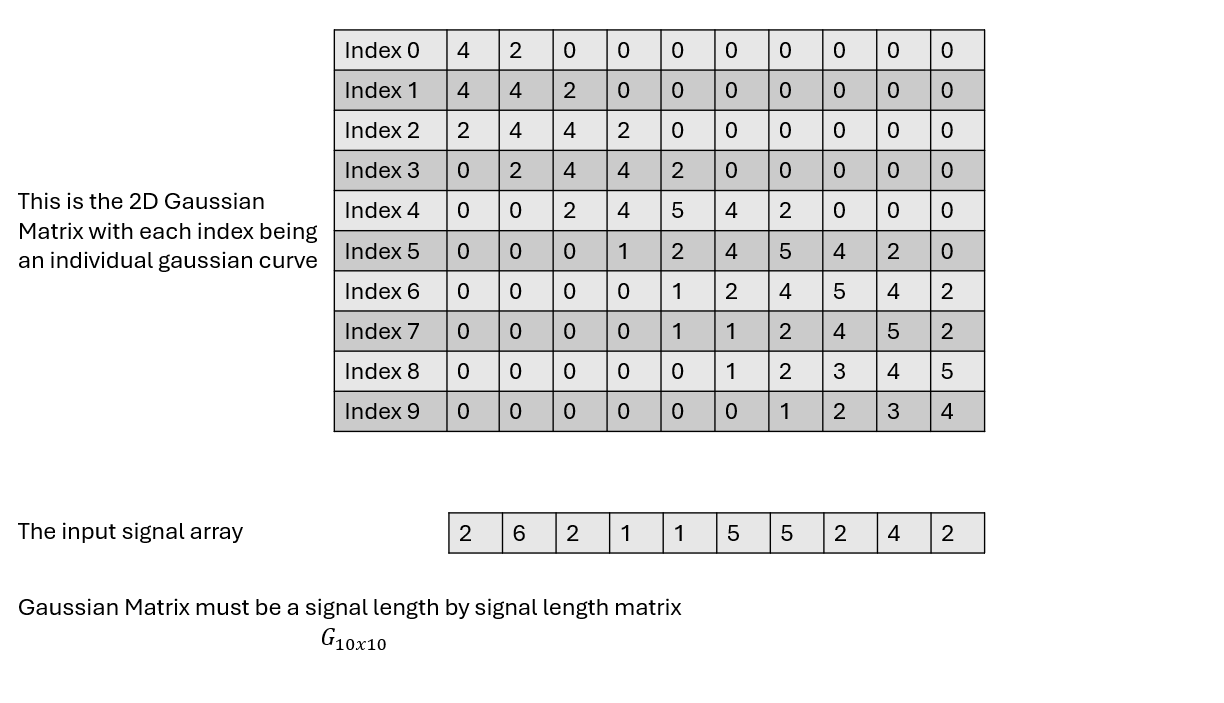 Index 0 4 2 0 0 0 0 0 0 0 0
Index 1 4 4 2 0 0 0 0 0 0 0
Index 2 2 4 4 2 0 0 0 0 0 0
Index 3 0 2 4 4 2 0 0 0 0 0
This is the 2D Gaussian
Matrix with each index being
an individual gaussian curve
Index 4 0 0 2 4 5 4 2 0 0 0
Index 5 0 0 0 1 2 4 5 4 2 0
Index 6 0 0 0 0 1 2 4 5 4 2
Index 7 0 0 0 0 1 1 2 4 5 2
Index 8 0 0 0 0 0 1 2 3 4 5
Index 9 0 0 0 0 0 0 1 2 3 4
The input signal array
2 6 2 1 1 5 5 2 4 2
Gaussian Matrix must be a signal length by signal length matrix
G10x10